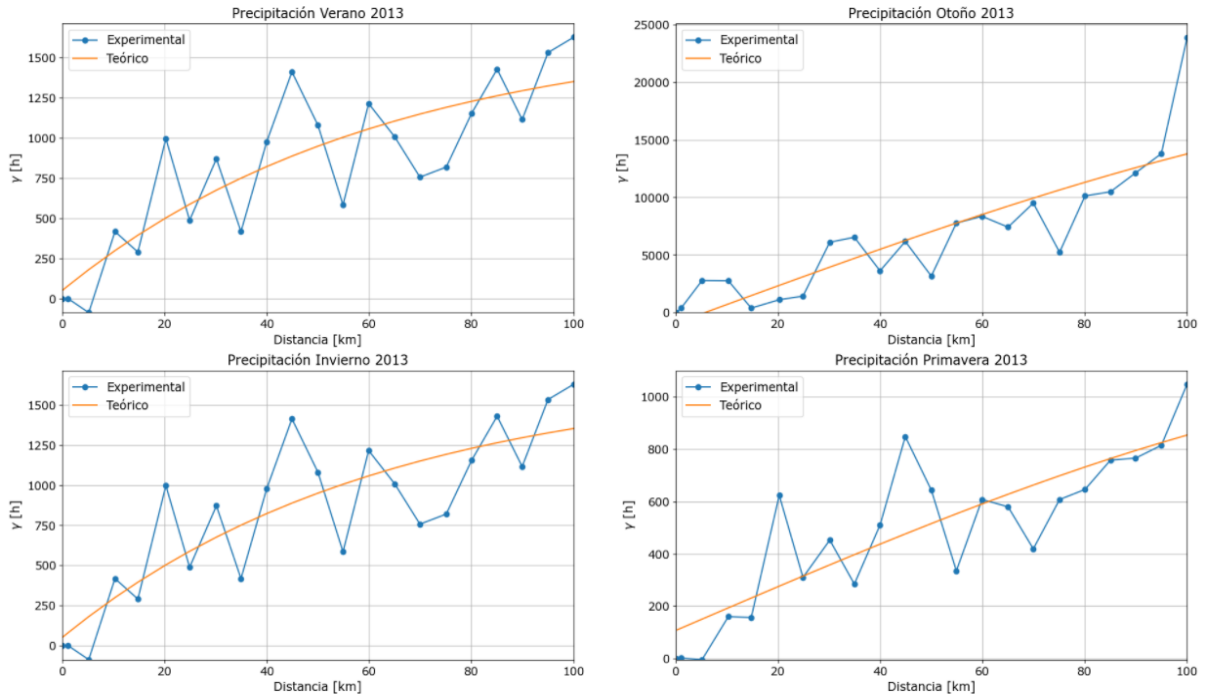 Precipitación Verano 2013
Experimental
Teórico
γ [h]
1500
1250
1000
750
500
250
0
0 20 40 60 80 100
Distancia [km]
Precipitación Otoño 2013
Experimental
Teórico
γ [h]
25000
20000
15000
10000
5000
0
0 20 40 60 80 100
Distancia [km]
Precipitación Invierno 2013
Experimental
Teórico
γ [h]
1500
1250
1000
750
500
250
0
0 20 40 60 80 100
Distancia [km]
Precipitación Primavera 2013
Experimental
Teórico
γ [h]
1000
800
600
400
200
0
0 20 40 60 80 100
Distancia [km]